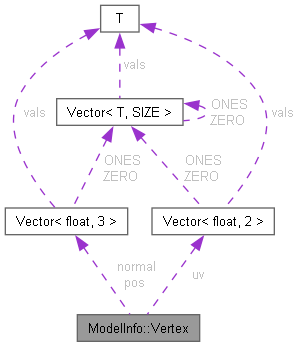 T
vals
vals
vals
Vector< T, SIZE >
ONES
ZERO
ONES
ZERO
ONES
ZERO
Vector< float, 3 >
Vector< float, 2 >
normal
pos
uv
ModelInfo::Vertex